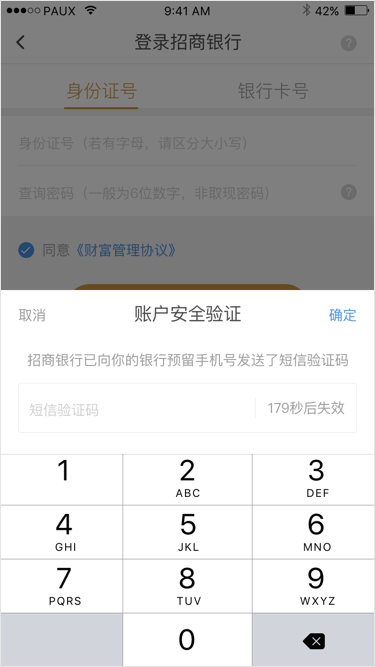 PAUX 9:41 AM 42%
登录招商银行 ?
身份证号 银行卡号
身份证号（若有字母，请区分大小写）
查询密码（一般为6位数字，非取现密码） ?
同意《财富管理协议》
取消 账户安全验证 确定
招商银行已向你的银行预留手机号发送了短信验证码
短信验证码 179秒后失效
1 2 3
ABC DEF
4 5 6
GHI JKL MNO
7 8 9
PQRS TUV WXYZ
0